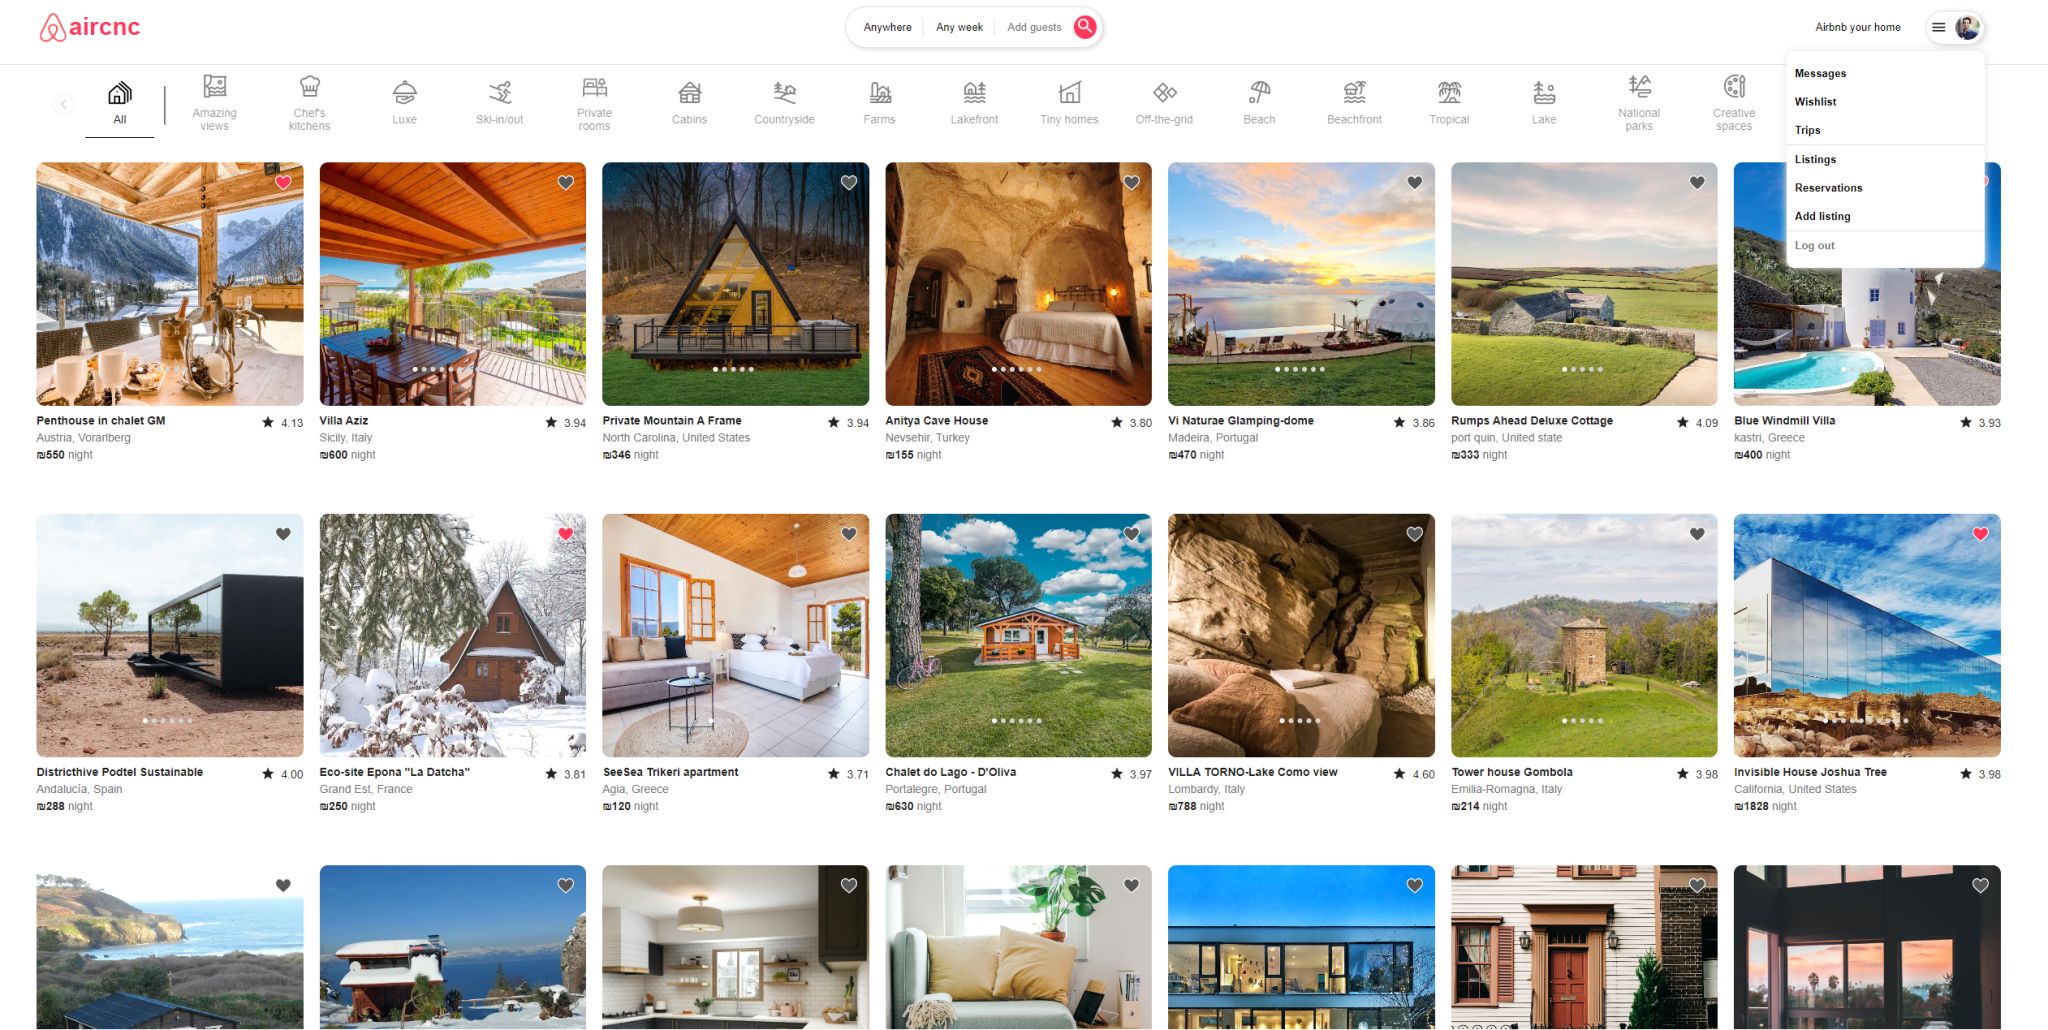 aircnc
Anywhere Any week Add guests
Airbnb your home
Messages
Wishlist
Trips
Listings
Reservations
Add listing
Log out
All
Amazing
views
Chef's
kitchens
Luxe
Ski-in/out
Private
rooms
Cabins
Countryside
Farms
Lakefront
Tiny homes
Off-the-grid
Beach
Beachfront
Tropical
Lake
National
parks
Creative
spaces
Penthouse in chalet GM 4.13
Austria, Vorarlberg
₪550 night
Villa Aziz 3.94
Sicily, Italy
₪600 night
Private Mountain A Frame 3.94
North Carolina, United States
₪346 night
Anitya Cave House 3.80
Nevsehir, Turkey
₪155 night
Vi Naturae Glamping-dome 3.86
Madeira, Portugal
₪470 night
Rumps Ahead Deluxe Cottage 4.09
port quin, United state
₪333 night
Blue Windmill Villa 3.93
kastri, Greece
₪400 night
Districthive Podtel Sustainable 4.00
Andalucía, Spain
₪288 night
Eco-site Epona "La Datcha" 3.81
Grand Est, France
₪250 night
SeeSea Trikeri apartment 3.71
Agia, Greece
₪120 night
Chalet do Lago - D'Oliva 3.97
Portalegre, Portugal
₪630 night
VILLA TORNO-Lake Como view 4.60
Lombardy, Italy
₪788 night
Tower house Gombola 3.98
Emilia-Romagna, Italy
₪214 night
Invisible House Joshua Tree 3.98
California, United States
₪1828 night